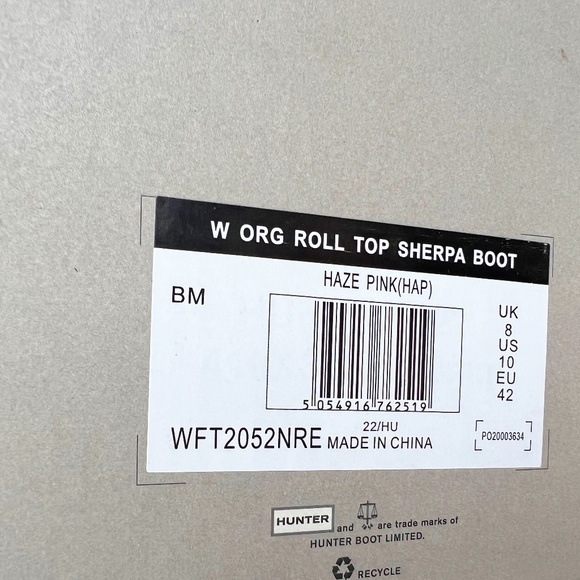 W ORG ROLL TOP SHERPA BOOT
HAZE PINK(HAP)
BM
UK
8
US
10
EU
42
5 054916 762519
22/HU
WFT2052NRE MADE IN CHINA
PO20003634
HUNTER and are trade marks of
HUNTER BOOT LIMITED.
RECYCLE